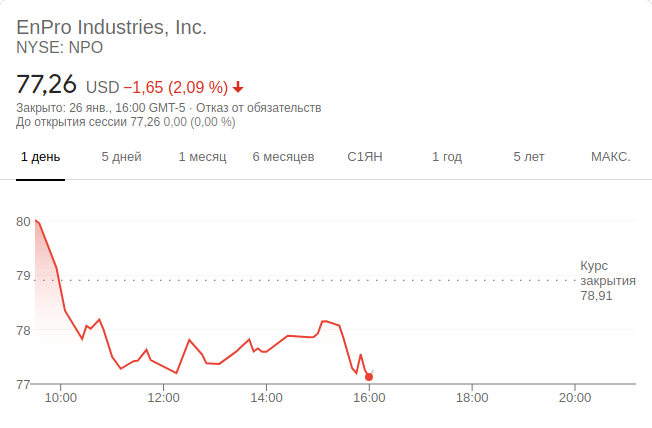 EnPro Industries, Inc.
NYSE: NPO
77,26 USD −1,65 (2,09 %)
Закрыто: 26 янв., 16:00 GMT-5 · Отказ от обязательств
До открытия сессии 77,26 0,00 (0,00 %)
1 день 5 дней 1 месяц 6 месяцев С1ЯН 1 год 5 лет МАКС.
80
79
78
77
Курс
закрытия
78,91
10:00 12:00 14:00 16:00 18:00 20:00